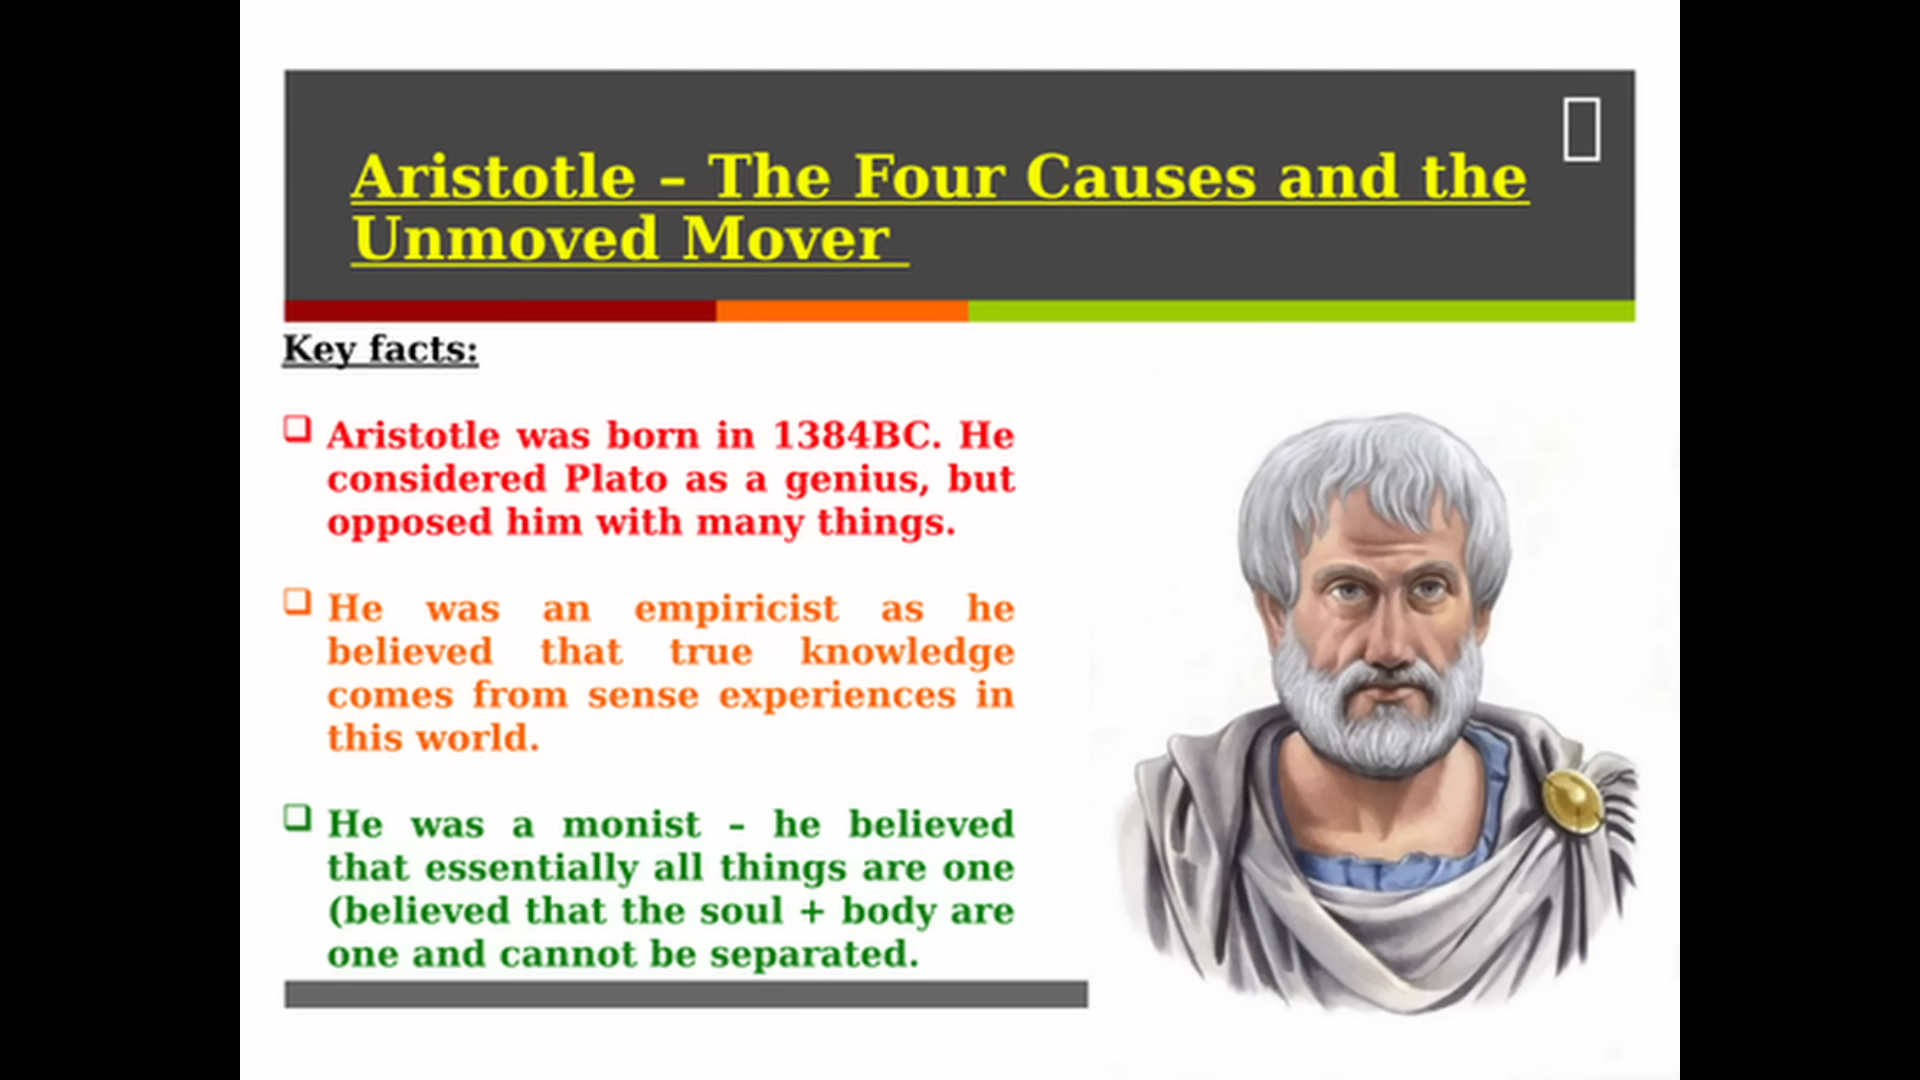 Aristotle – The Four Causes and the
Unmoved Mover
Key facts:
❑ Aristotle was born in 1384BC. He
considered Plato as a genius, but
opposed him with many things.
❑ He was an empiricist as he
believed that true knowledge
comes from sense experiences in
this world.
❑ He was a monist – he believed
that essentially all things are one
(believed that the soul + body are
one and cannot be separated.